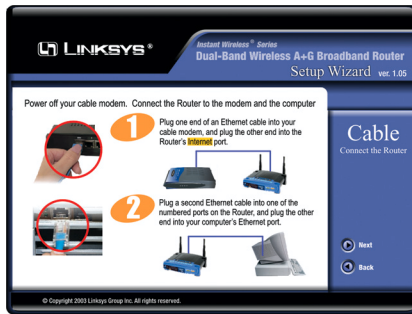 LINKSYS®
Instant Wireless® Series
Dual-Band Wireless A+G Broadband Router
Setup Wizard ver. 1.05
Power off your cable modem. Connect the Router to the modem and the computer
1
Plug one end of an Ethernet cable into your
cable modem, and plug the other end into the
Router's Internet port.
2
Plug a second Ethernet cable into one of the
numbered ports on the Router, and plug the other
end into your computer's Ethernet port.
Cable
Connect the Router
Next
Back
© Copyright 2003 Linksys Group Inc. All rights reserved.